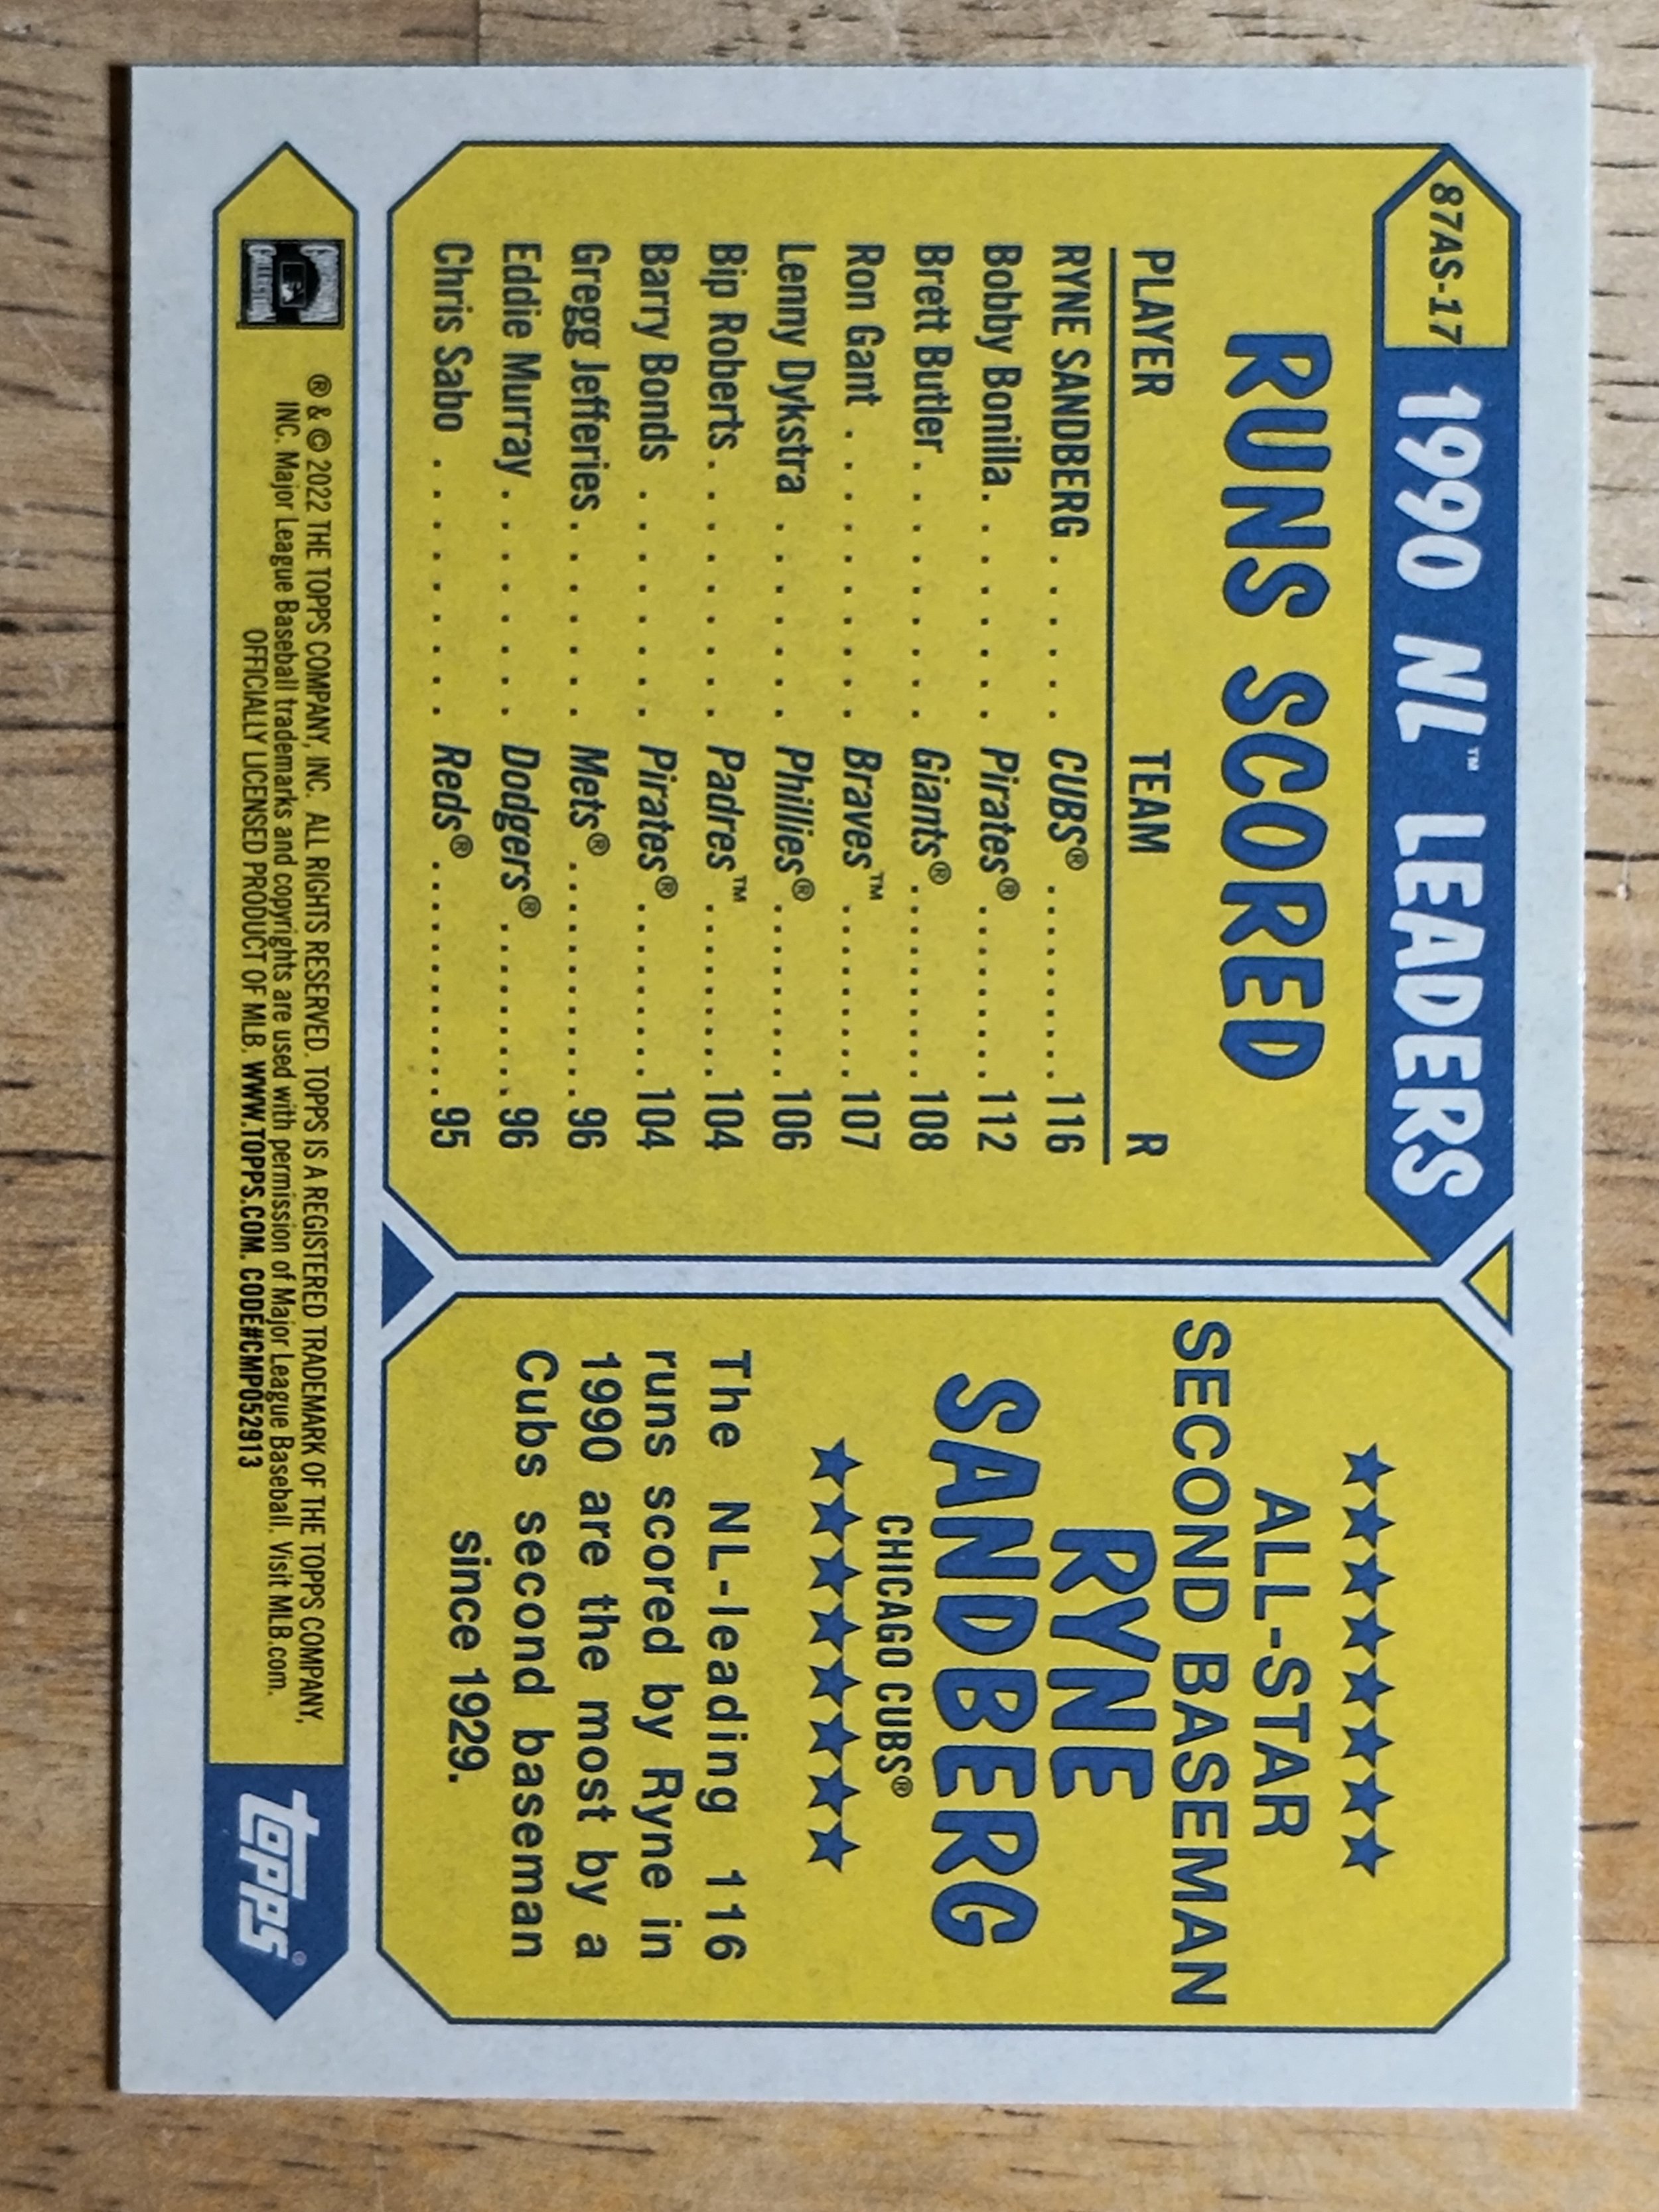 87AS-17
1990 NL™ LEADERS
RUNS SCORED
PLAYER TEAM R
RYNE SANDBERG . . . . . . CUBS® . . . . . . . . . . 116
Bobby Bonilla. . . . . . . . Pirates® . . . . . . . . . 112
Brett Butler. . . . . . . . . Giants® . . . . . . . . . . 108
Ron Gant . . . . . . . . . . Braves™ . . . . . . . . . 107
Lenny Dykstra . . . . . . . Phillies® . . . . . . . . . 106
Bip Roberts. . . . . . . . . Padres™ . . . . . . . . . 104
Barry Bonds . . . . . . . . Pirates® . . . . . . . . . 104
Gregg Jefferies. . . . . . . Mets® . . . . . . . . . . . 96
Eddie Murray. . . . . . . . Dodgers® . . . . . . . . . 96
Chris Sabo . . . . . . . . . Reds® . . . . . . . . . . . . 95
ALL-STAR
SECOND BASEMAN
RYNE
SANDBERG
CHICAGO CUBS®
The NL-leading 116
runs scored by Ryne in
1990 are the most by a
Cubs second baseman
since 1929.
® & © 2022 THE TOPPS COMPANY, INC. ALL RIGHTS RESERVED. TOPPS IS A REGISTERED TRADEMARK OF THE TOPPS COMPANY,
INC. Major League Baseball trademarks and copyrights are used with permission of Major League Baseball. Visit MLB.com.
OFFICIALLY LICENSED PRODUCT OF MLB. WWW.TOPPS.COM. CODE#CMP052913
topps®